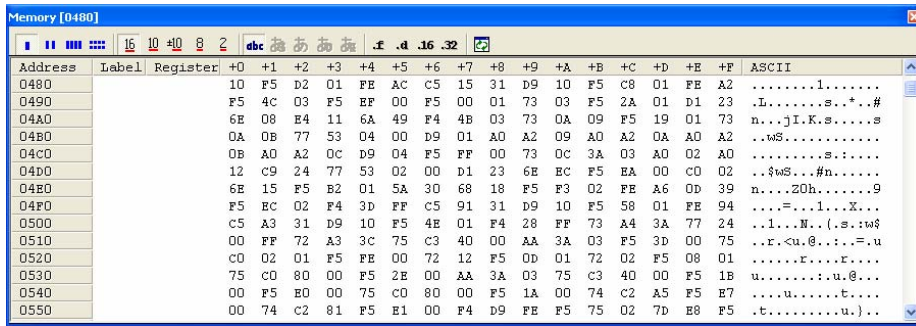 Memory [0480]
16 10 ±10 8 2 abc あ .f .d .16 .32
Address Label Register +0 +1 +2 +3 +4 +5 +6 +7 +8 +9 +A +B +C +D +E +F ASCII
0480 10 F5 D2 01 FE AC C5 15 31 D9 10 F5 C8 01 FE A2 ........1.......
0490 F5 4C 03 F5 EF 00 F5 00 01 73 03 F5 2A 01 D1 23 .L.......s..*..#
04A0 6E 08 E4 11 6A 49 F4 4B 03 73 0A 09 F5 19 01 73 n...jI.K.s.....s
04B0 0A 0B 77 53 04 00 D9 01 A0 A2 09 A0 A2 0A A0 A2 ..wS............
04C0 0B A0 A2 0C D9 04 F5 FF 00 73 0C 3A 03 A0 02 A0 .........s.:....
04D0 12 C9 24 77 53 02 00 D1 23 6E EC F5 EA 00 C0 02 ..$wS...#n......
04E0 6E 15 F5 B2 01 5A 30 68 18 F5 F3 02 FE A6 0D 39 n....Z0h.......9
04F0 F5 EC 02 F4 3D FF C5 91 31 D9 10 F5 58 01 FE 94 ....=...1...X...
0500 C5 A3 31 D9 10 F5 4E 01 F4 28 FF 73 A4 3A 77 24 ..1...N..(.s.:w$
0510 00 FF 72 A3 3C 75 C3 40 00 AA 3A 03 F5 3D 00 75 ..r.<u.@..:..=.u
0520 C0 02 01 F5 FE 00 72 12 F5 0D 01 72 02 F5 08 01 ......r....r....
0530 75 C0 80 00 F5 2E 00 AA 3A 03 75 C3 40 00 F5 1B u.......:.u.@...
0540 00 F5 E0 00 75 C0 80 00 F5 1A 00 74 C2 A5 F5 E7 ....u......t....
0550 00 74 C2 81 F5 E1 00 F4 D9 FE F5 75 02 7D E8 F5 .t.........u.}..